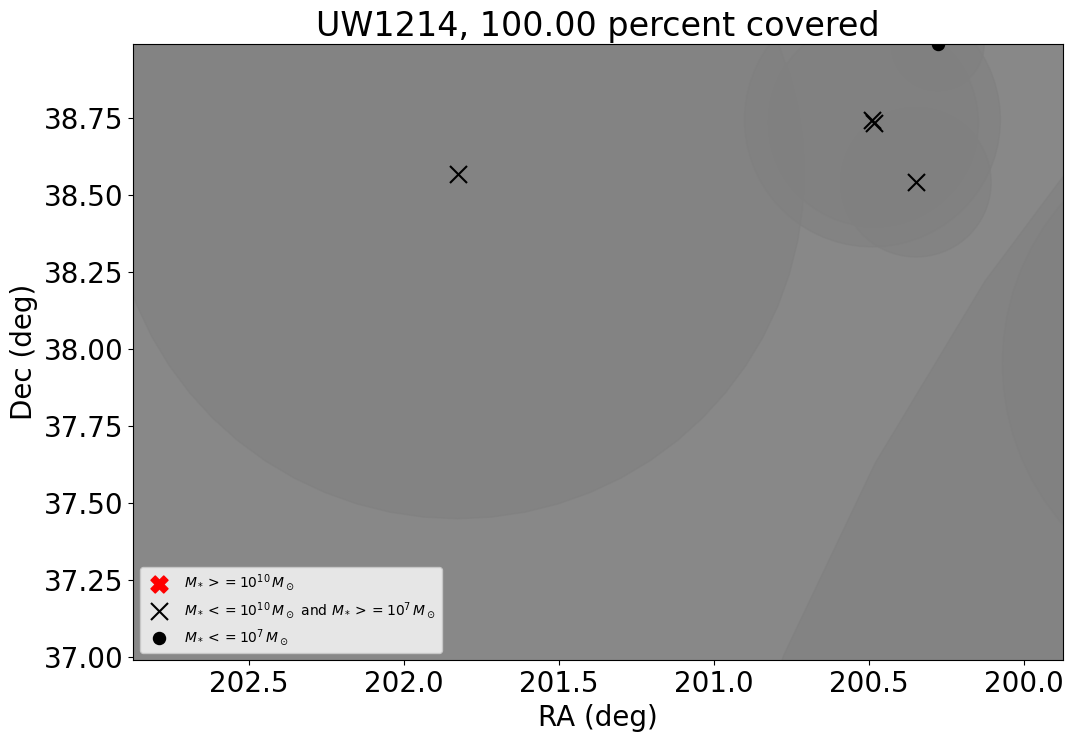 UW1214, 100.00 percent covered
38.75
38.50
38.25
38.00
37.75
37.50
37.25
37.00
Dec (deg)
M* >= 10^10 M⊙
M* <= 10^10 M⊙ and M* >= 10^7 M⊙
M* <= 10^7 M⊙
202.5 202.0 201.5 201.0 200.5 200.0
RA (deg)